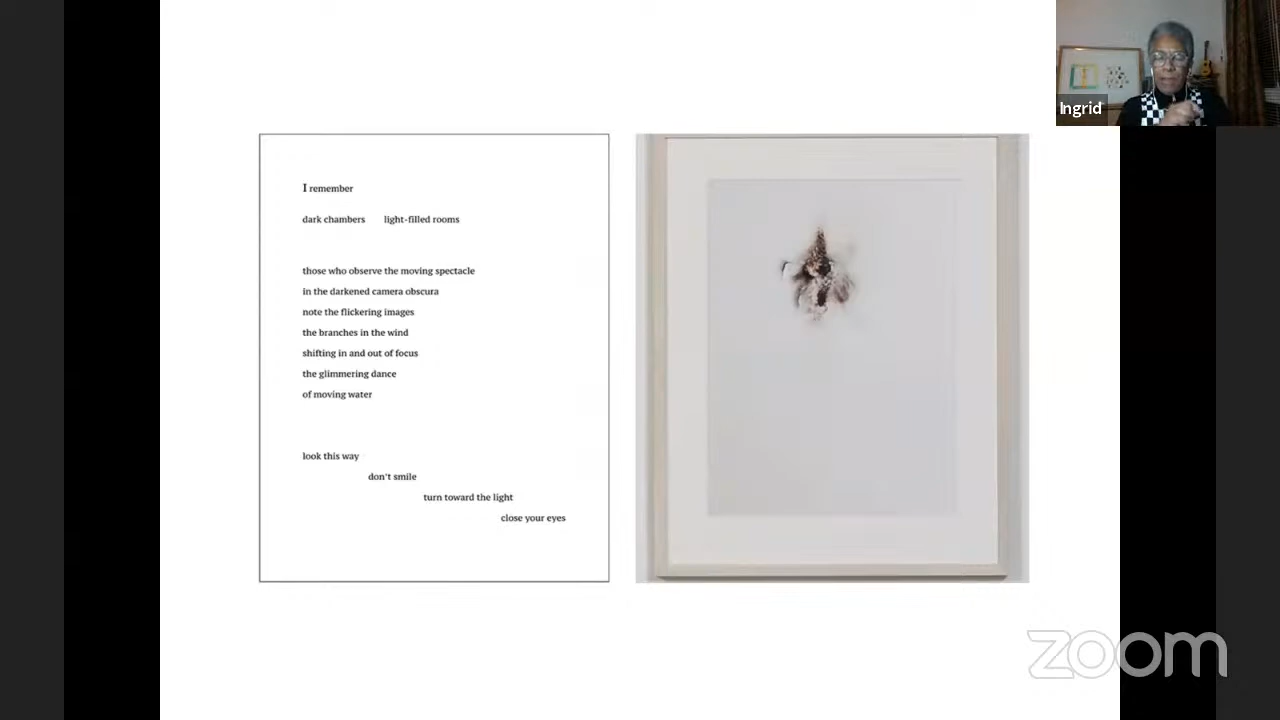 Ingrid
I remember
dark chambers light-filled rooms
those who observe the moving spectacle
in the darkened camera obscura
note the flickering images
the branches in the wind
shifting in and out of focus
the glimmering dance
of moving water
look this way
don't smile
turn toward the light
close your eyes
zoom